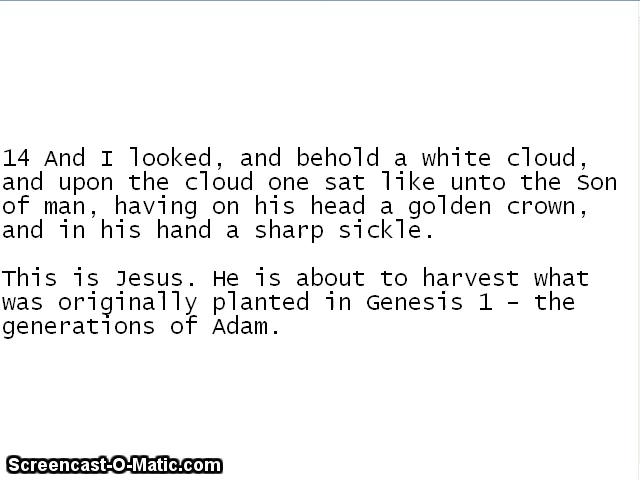 14 And I looked, and behold a white cloud,
and upon the cloud one sat like unto the Son
of man, having on his head a golden crown,
and in his hand a sharp sickle.
This is Jesus. He is about to harvest what
was originally planted in Genesis 1 – the
generations of Adam.
Screencast-O-Matic.com